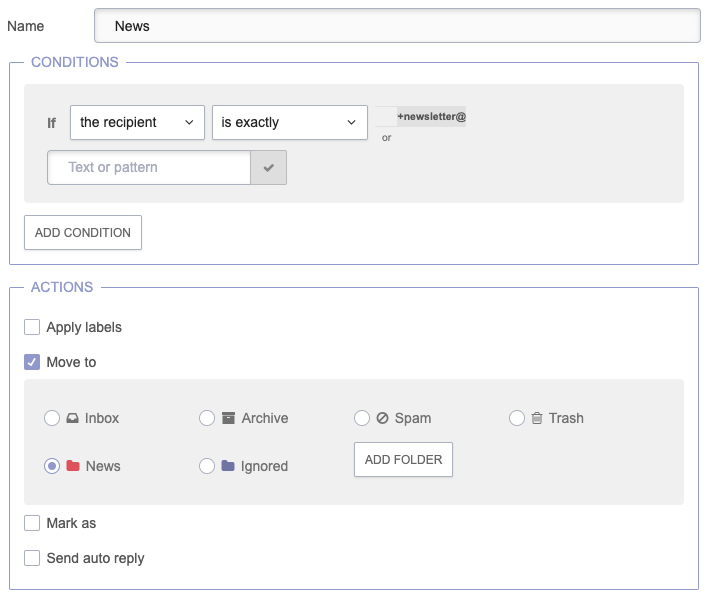 Name News
CONDITIONS
If the recipient is exactly +newsletter@
or
Text or pattern
ADD CONDITION
ACTIONS
Apply labels
Move to
Inbox Archive Spam Trash
News Ignored ADD FOLDER
Mark as
Send auto reply